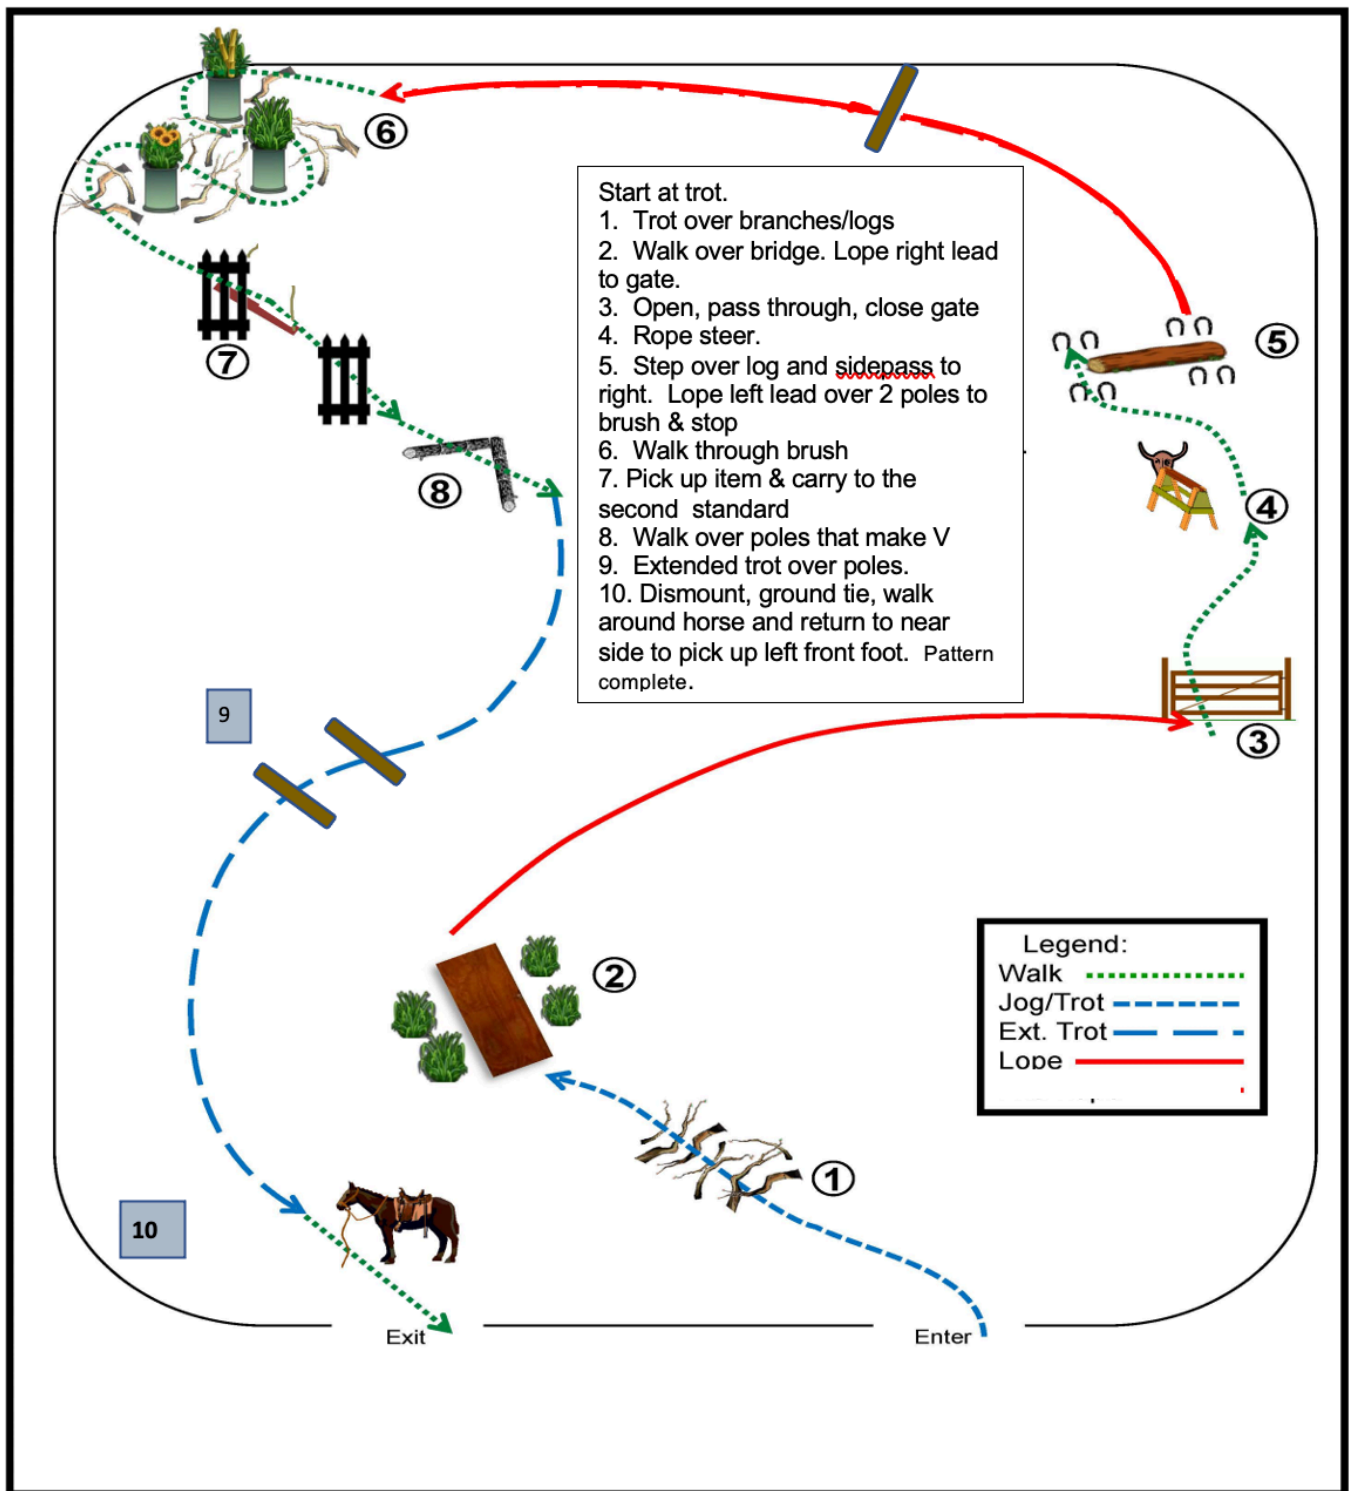 6
Start at trot.
1. Trot over branches/logs
2. Walk over bridge. Lope right lead
to gate.
3. Open, pass through, close gate
4. Rope steer.
5. Step over log and sidepass to
right. Lope left lead over 2 poles to
brush & stop
6. Walk through brush
7. Pick up item & carry to the
second standard
8. Walk over poles that make V
9. Extended trot over poles.
10. Dismount, ground tie, walk
around horse and return to near
side to pick up left front foot. Pattern
complete.
5
7
8
4
9
3
2
Legend:
Walk
Jog/Trot
Ext. Trot
Lope
1
10
Exit
Enter